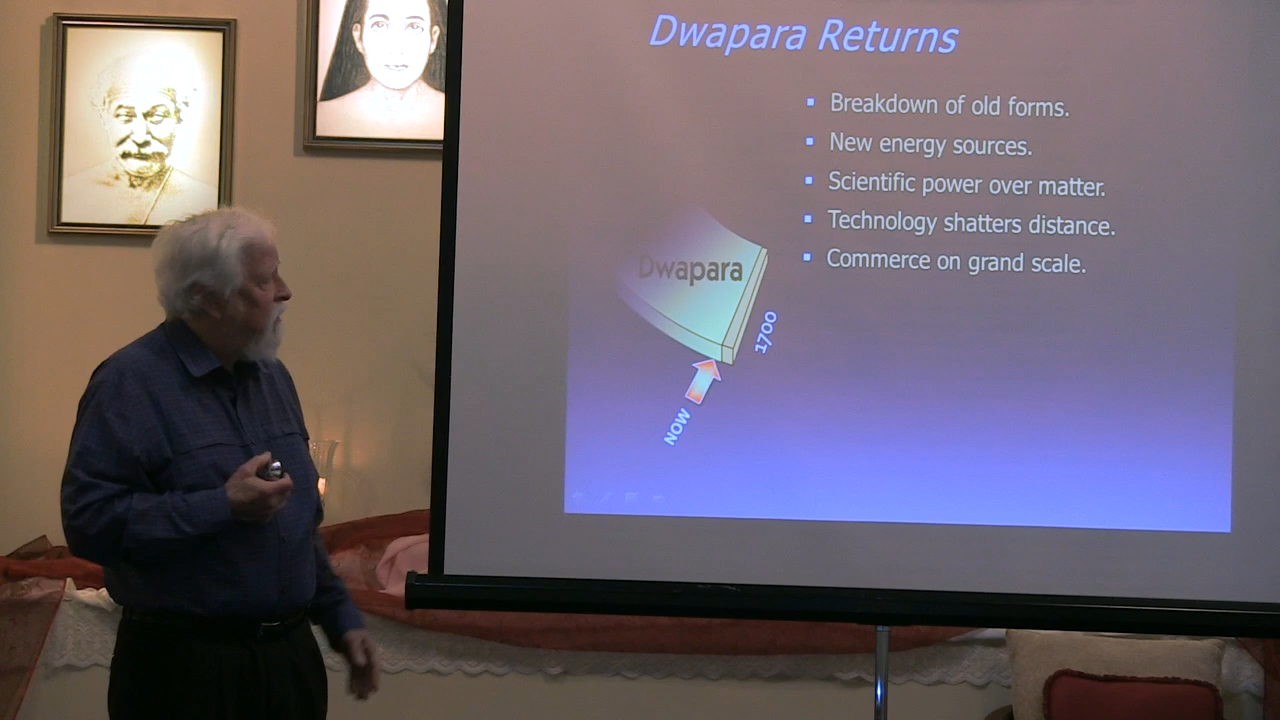 Dwapara Returns
Breakdown of old forms.
New energy sources.
Scientific power over matter.
Technology shatters distance.
Commerce on grand scale.
Dwapara
1700
NOW